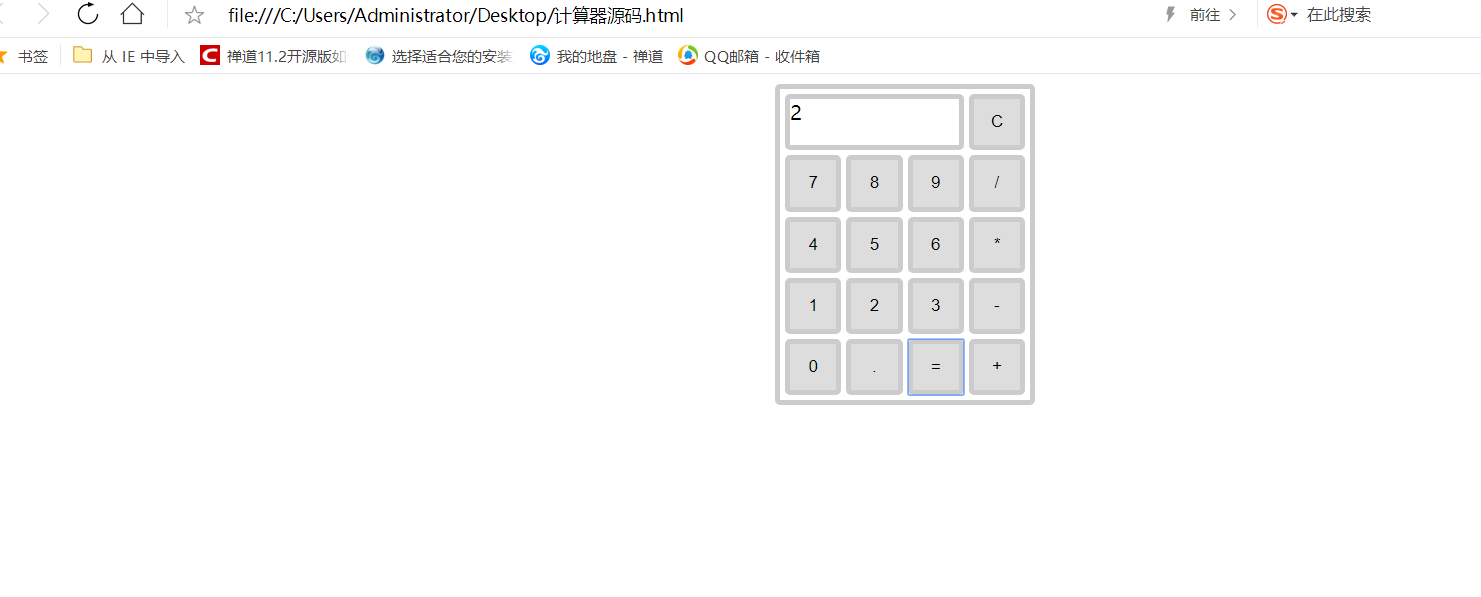 file:///C:/Users/Administrator/Desktop/计算器源码.html 前往 在此搜索
书签 从 IE 中导入 禅道11.2开源版如 选择适合您的安装 我的地盘 - 禅道 QQ邮箱 - 收件箱
2 C
7 8 9 /
4 5 6 *
1 2 3 -
0 . = +